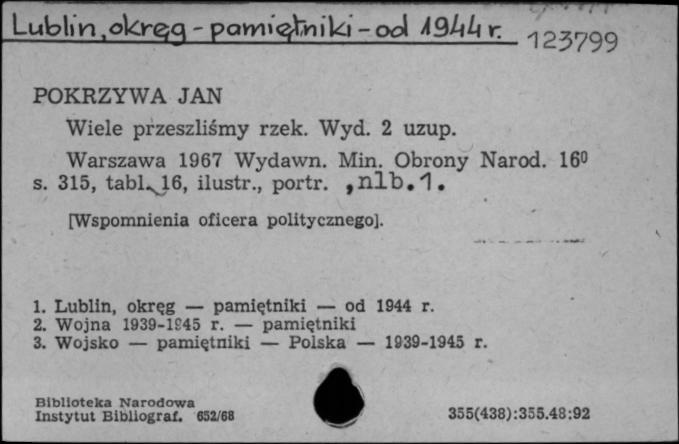 Lublin, okręg - pamiętniki - od 1944 r.
123799
POKRZYWA JAN
Wiele przeszliśmy rzek. Wyd. 2 uzup.
Warszawa 1967 Wydawn. Min. Obrony Narod. 16⁰
s. 315, tabl. 16, ilustr., portr. , nlb. 1.
[Wspomnienia oficera politycznego].
1. Lublin, okręg — pamiętniki — od 1944 r.
2. Wojna 1939-1945 r. — pamiętniki
3. Wojsko — pamiętniki — Polska — 1939-1945 r.
Biblioteka Narodowa
Instytut Bibliograf. 652/68
355(438):355.48:92